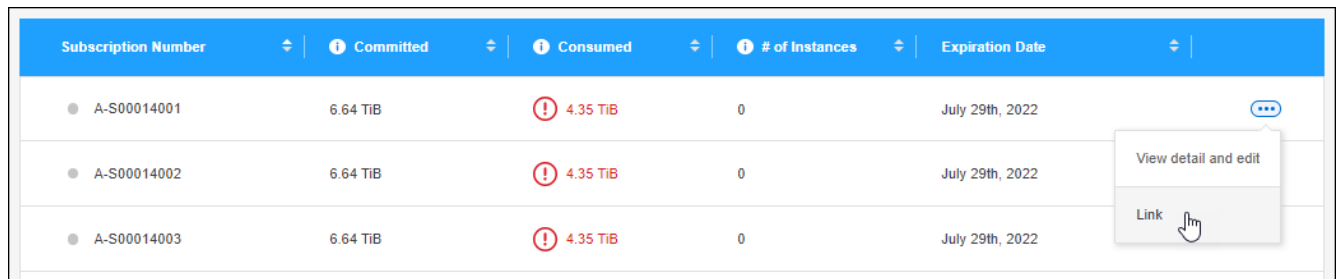 Subscription Number Committed Consumed # of Instances Expiration Date
A-S00014001 6.64 TiB 4.35 TiB 0 July 29th, 2022
View detail and edit
A-S00014002 6.64 TiB 4.35 TiB 0 July 29th, 2022
Link
A-S00014003 6.64 TiB 4.35 TiB 0 July 29th, 2022